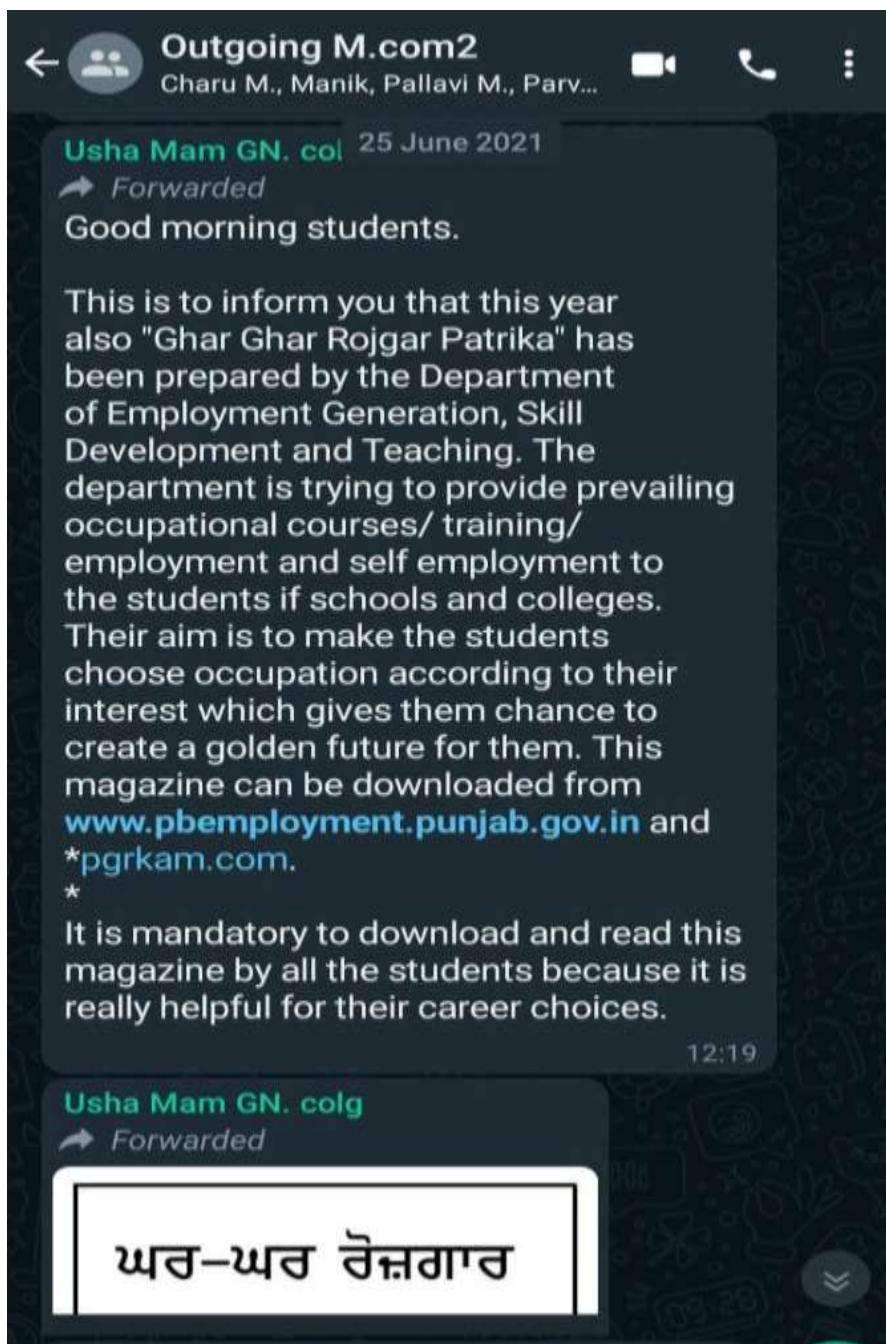 Outgoing M.com2
Charu M., Manik, Pallavi M., Parv...
25 June 2021
Usha Mam GN. col
Forwarded
Good morning students.
This is to inform you that this year
also "Ghar Ghar Rojgar Patrika" has
been prepared by the Department
of Employment Generation, Skill
Development and Teaching. The
department is trying to provide prevailing
occupational courses/ training/
employment and self employment to
the students if schools and colleges.
Their aim is to make the students
choose occupation according to their
interest which gives them chance to
create a golden future for them. This
magazine can be downloaded from
www.pbemployment.punjab.gov.in and
*pgrkam.com.
*
It is mandatory to download and read this
magazine by all the students because it is
really helpful for their career choices.
12:19
Usha Mam GN. colg
Forwarded
ਘਰ-ਘਰ ਰੋਜ਼ਗਾਰ